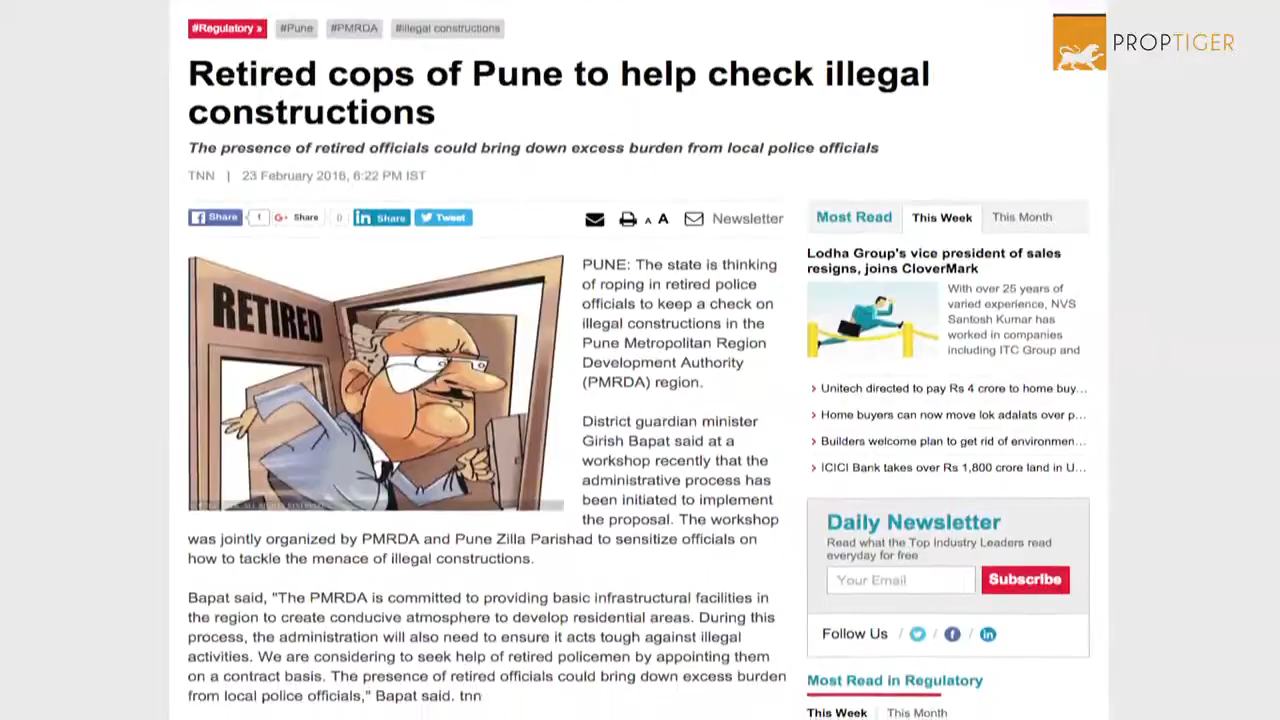 #Regulatory »
#Pune
#PMRDA
#illegal constructions
PROPTIGER
Retired cops of Pune to help check illegal
constructions
The presence of retired officials could bring down excess burden from local police officials
TNN | 23 February 2016, 6:22 PM IST
Share
1
G+ Share
0
in Share
Tweet
A A
Newsletter
Most Read
This Week
This Month
RETIRED
PUNE: The state is thinking
of roping in retired police
officials to keep a check on
illegal constructions in the
Pune Metropolitan Region
Development Authority
(PMRDA) region.
District guardian minister
Girish Bapat said at a
workshop recently that the
administrative process has
been initiated to implement
the proposal. The workshop
was jointly organized by PMRDA and Pune Zilla Parishad to sensitize officials on
how to tackle the menace of illegal constructions.
Bapat said, "The PMRDA is committed to providing basic infrastructural facilities in
the region to create conducive atmosphere to develop residential areas. During this
process, the administration will also need to ensure it acts tough against illegal
activities. We are considering to seek help of retired policemen by appointing them
on a contract basis. The presence of retired officials could bring down excess burden
from local police officials," Bapat said. tnn
Lodha Group's vice president of sales
resigns, joins CloverMark
With over 25 years of
varied experience, NVS
Santosh Kumar has
worked in companies
including ITC Group and
Unitech directed to pay Rs 4 crore to home buy...
Home buyers can now move lok adalats over p...
Builders welcome plan to get rid of environmen...
ICICI Bank takes over Rs 1,800 crore land in U...
Daily Newsletter
Read what the Top Industry Leaders read
everyday for free
Your Email
Subscribe
Follow Us / / f / in
Most Read in Regulatory
This Week
This Month